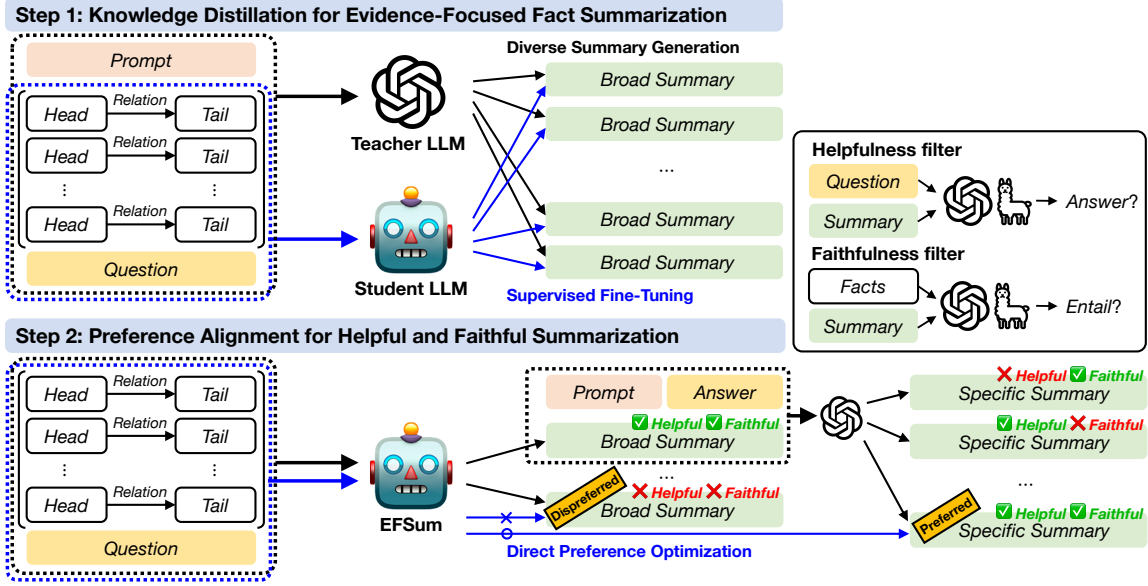 Step 1: Knowledge Distillation for Evidence-Focused Fact Summarization
Prompt
Head
Relation
Tail
Head
Relation
Tail
Head
Relation
Tail
Question
Teacher LLM
Student LLM
Diverse Summary Generation
Broad Summary
Broad Summary
...
Broad Summary
Broad Summary
Supervised Fine-Tuning
Helpfulness filter
Question
Summary
Answer?
Faithfulness filter
Facts
Summary
Entail?
Step 2: Preference Alignment for Helpful and Faithful Summarization
Head
Relation
Tail
Head
Relation
Tail
Head
Relation
Tail
Question
EFSum
Prompt
Answer
Helpful Faithful
Broad Summary
...
Helpful Faithful
Broad Summary
Dispreferred
Direct Preference Optimization
Helpful Faithful
Specific Summary
Helpful Faithful
Specific Summary
...
Helpful Faithful
Specific Summary
Preferred